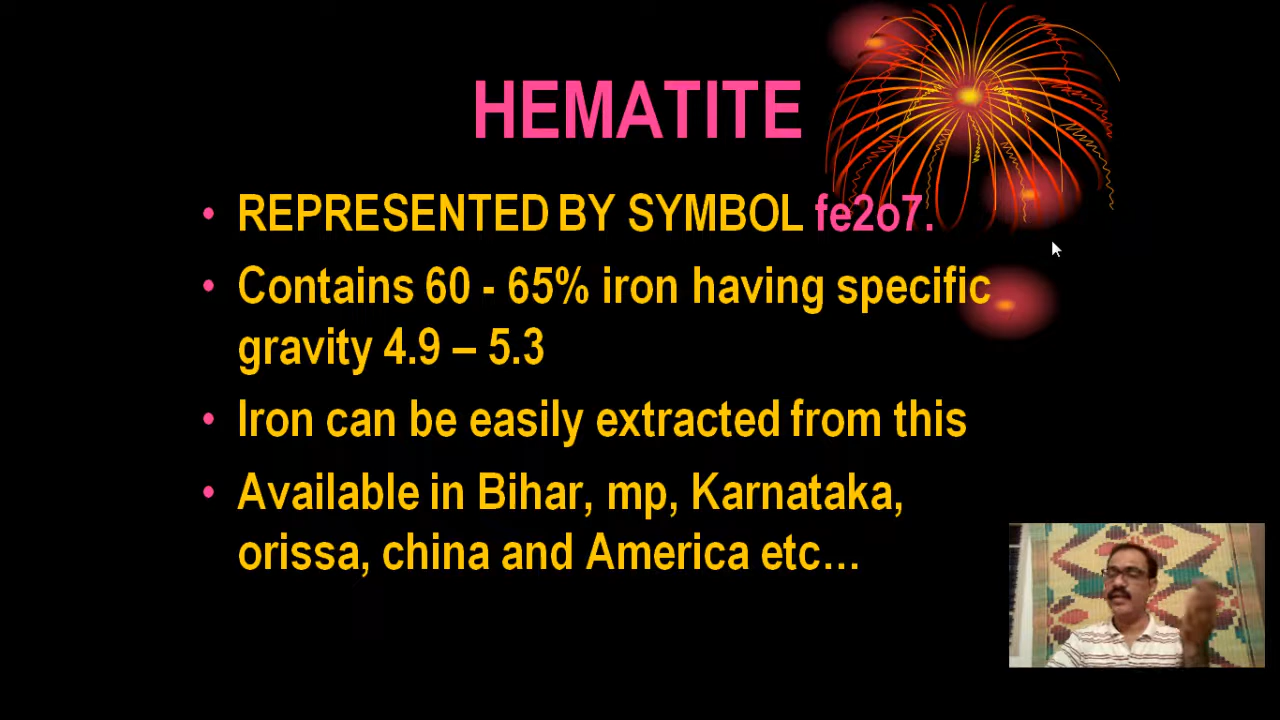 HEMATITE
• REPRESENTED BY SYMBOL fe2o7.
• Contains 60 - 65% iron having specific
gravity 4.9 – 5.3
• Iron can be easily extracted from this
• Available in Bihar, mp, Karnataka,
orissa, china and America etc…